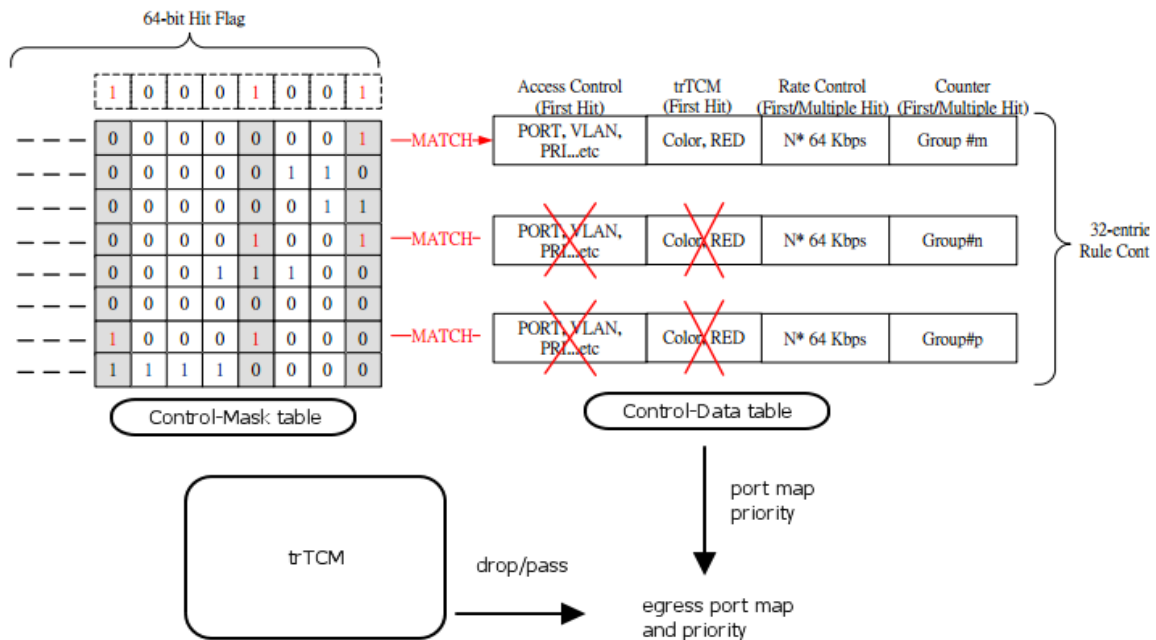 64-bit Hit Flag
1 0 0 0 1 0 0 1
Access Control trTCM Rate Control Counter
(First Hit) (First Hit) (First/Multiple Hit) (First/Multiple Hit)
0 0 0 0 0 0 0 1
MATCH
PORT, VLAN,
PRI...etc
Color, RED
N* 64 Kbps
Group #m
0 0 0 0 0 1 1 0
0 0 0 0 0 0 1 1
0 0 0 0 1 0 0 1
MATCH
PORT, VLAN,
PRI...etc
Color, RED
N* 64 Kbps
Group#n
32-entrie
Rule Cont
0 0 0 1 1 1 0 0
0 0 0 0 0 0 0 0
1 0 0 0 1 0 0 0
MATCH
PORT, VLAN,
PRI...etc
Color, RED
N* 64 Kbps
Group#p
1 1 1 1 0 0 0 0
Control-Mask table
Control-Data table
port map
priority
trTCM
drop/pass
egress port map
and priority